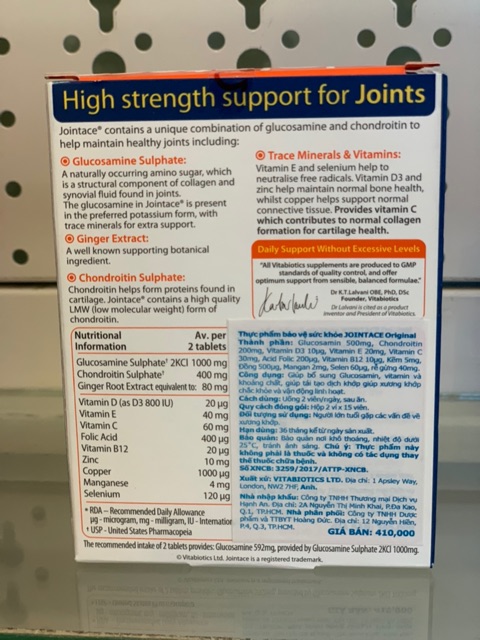 High strength support for Joints
Jointace® contains a unique combination of glucosamine and chondroitin to
help maintain healthy joints including:
Glucosamine Sulphate:
A naturally occurring amino sugar, which
is a structural component of collagen and
synovial fluid found in joints.
The glucosamine in Jointace® is present
in the preferred potassium form, with
trace minerals for extra support.
Ginger Extract:
A well known supporting botanical
ingredient.
Chondroitin Sulphate:
Chondroitin helps form proteins found in
cartilage. Jointace® contains a high quality
LMW (low molecular weight) form of
chondroitin.
Trace Minerals & Vitamins:
Vitamin E and selenium help to
neutralise free radicals. Vitamin D3 and
zinc help maintain normal bone health,
whilst copper helps support normal
connective tissue. Provides vitamin C
which contributes to normal collagen
formation for cartilage health.
Daily Support Without Excessive Levels
"All Vitabiotics supplements are produced to GMP
standards of quality control, and offer
optimum support from sensible, balanced formulae."
Dr K.T. Lalvani OBE, PhD, DSc
Founder, Vitabiotics
Dr Lalvani is cited as a product
inventor and President of Vitabiotics.
Nutritional Av. per
Information 2 tablets
Glucosamine Sulphate† 2KCl 1000 mg
Chondroitin Sulphate† 400 mg
Ginger Root Extract equivalent to: 80 mg
Vitamin D (as D3 800 IU) 20 µg
Vitamin E 40 mg
Vitamin C 60 mg
Folic Acid 400 µg
Vitamin B12 20 µg
Zinc 10 mg
Copper 1000 µg
Manganese 4 mg
Selenium 120 µg
* RDA – Recommended Daily Allowance
µg - microgram, mg - milligram, IU - Internation
† USP - United States Pharmacopeia
Thực phẩm bảo vệ sức khỏe JOINTACE Original
Thành phần: Glucosamin 500mg, Chondroitin
200mg, Vitamin D3 10µg, Vitamin E 20mg, Vitamin C
30mg, Acid Folic 200µg, Vitamin B12 10µg, Kẽm 5mg,
Đồng 500µg, Mangan 2mg, Selen 60µg, re gừng 40mg.
Công dụng: Giúp bổ sung Glucosamin, vitamin và
khoáng chất, giúp tái tạo dịch khớp giúp xương khớp
chắc khỏe và vận động linh hoạt.
Cách dùng: Uống 2 viên/ngày, sau ăn.
Quy cách đóng gói: Hộp 2 vỉ x 15 viên.
Đối tượng sử dụng: Người lớn tuổi gặp các vấn đề về
xương khớp.
Hạn dùng: 36 tháng kể từ ngày sản xuất.
Bảo quản: Bảo quản nơi khô thoáng, nhiệt độ dưới
25°C, tránh ánh sáng. Chú ý: Thực phẩm này
không phải là thuốc và không có tác dụng thay
thế thuốc chữa bệnh.
Số XNCB: 3259/2017/ATTP-XNCB.
Xuất xứ: VITABIOTICS LTD. Địa chỉ: 1 Apsley Way,
London, NW2 7HF, Anh.
Nhà nhập khẩu: Công ty TNHH Thương mại Dịch vụ
Hạnh An. Địa chỉ: 2A Nguyễn Thị Minh Khai, P.Đa Kao,
Q.1, TP.HCM. Nhà phân phối: Công ty TNHH Dược
phẩm và TTBYT Hoàng Đức. Địa chỉ: 12 Nguyễn Hiền,
P.4, Q.3, TP.HCM.
GIÁ BÁN: 410,000
The recommended intake of 2 tablets provides: Glucosamine 592mg, provided by Glucosamine Sulphate 2KCl 1000mg.
© Vitabiotics Ltd. Jointace is a registered trademark.